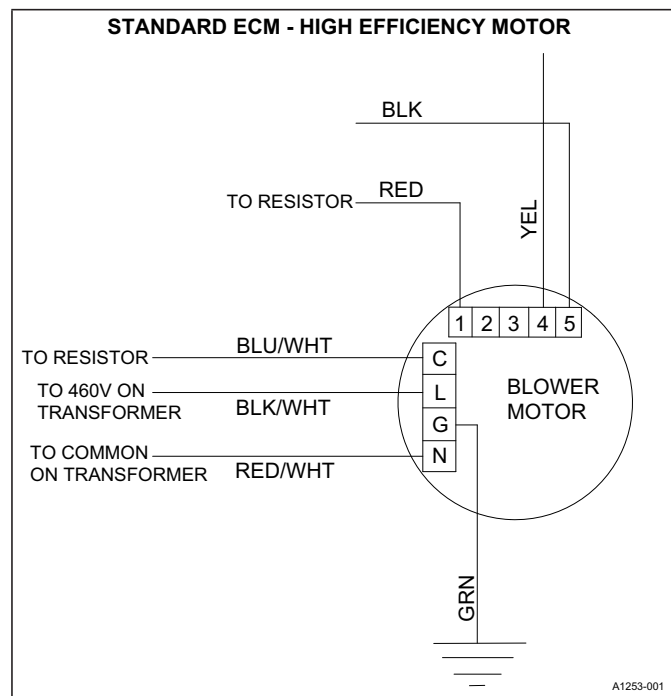 STANDARD ECM - HIGH EFFICIENCY MOTOR
BLK
TO RESISTOR
RED
YEL
1 2 3 4 5
TO RESISTOR
BLU/WHT
C
TO 460V ON
TRANSFORMER
BLK/WHT
L
BLOWER
MOTOR
G
TO COMMON
ON TRANSFORMER
RED/WHT
N
GRN
A1253-001